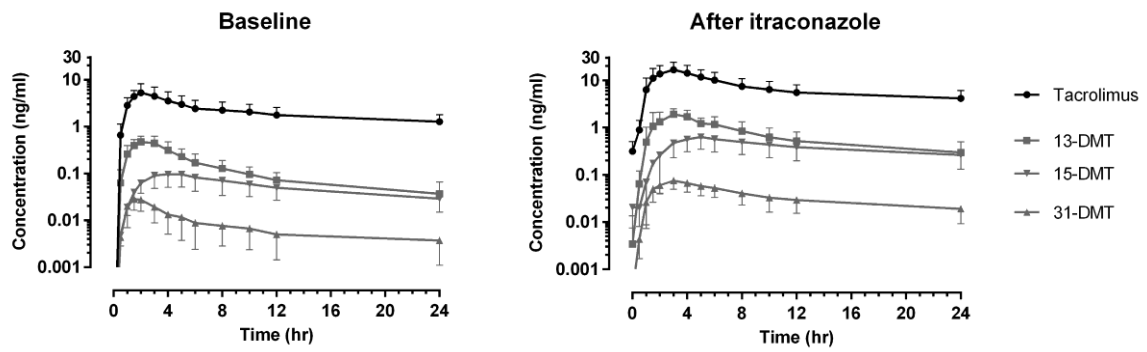 Baseline
Concentration (ng/ml)
30
10
1
0.1
0.01
0.001
0 4 8 12 16 20 24
Time (hr)
After itraconazole
Concentration (ng/ml)
30
10
1
0.1
0.01
0.001
0 4 8 12 16 20 24
Time (hr)
Tacrolimus
13-DMT
15-DMT
31-DMT